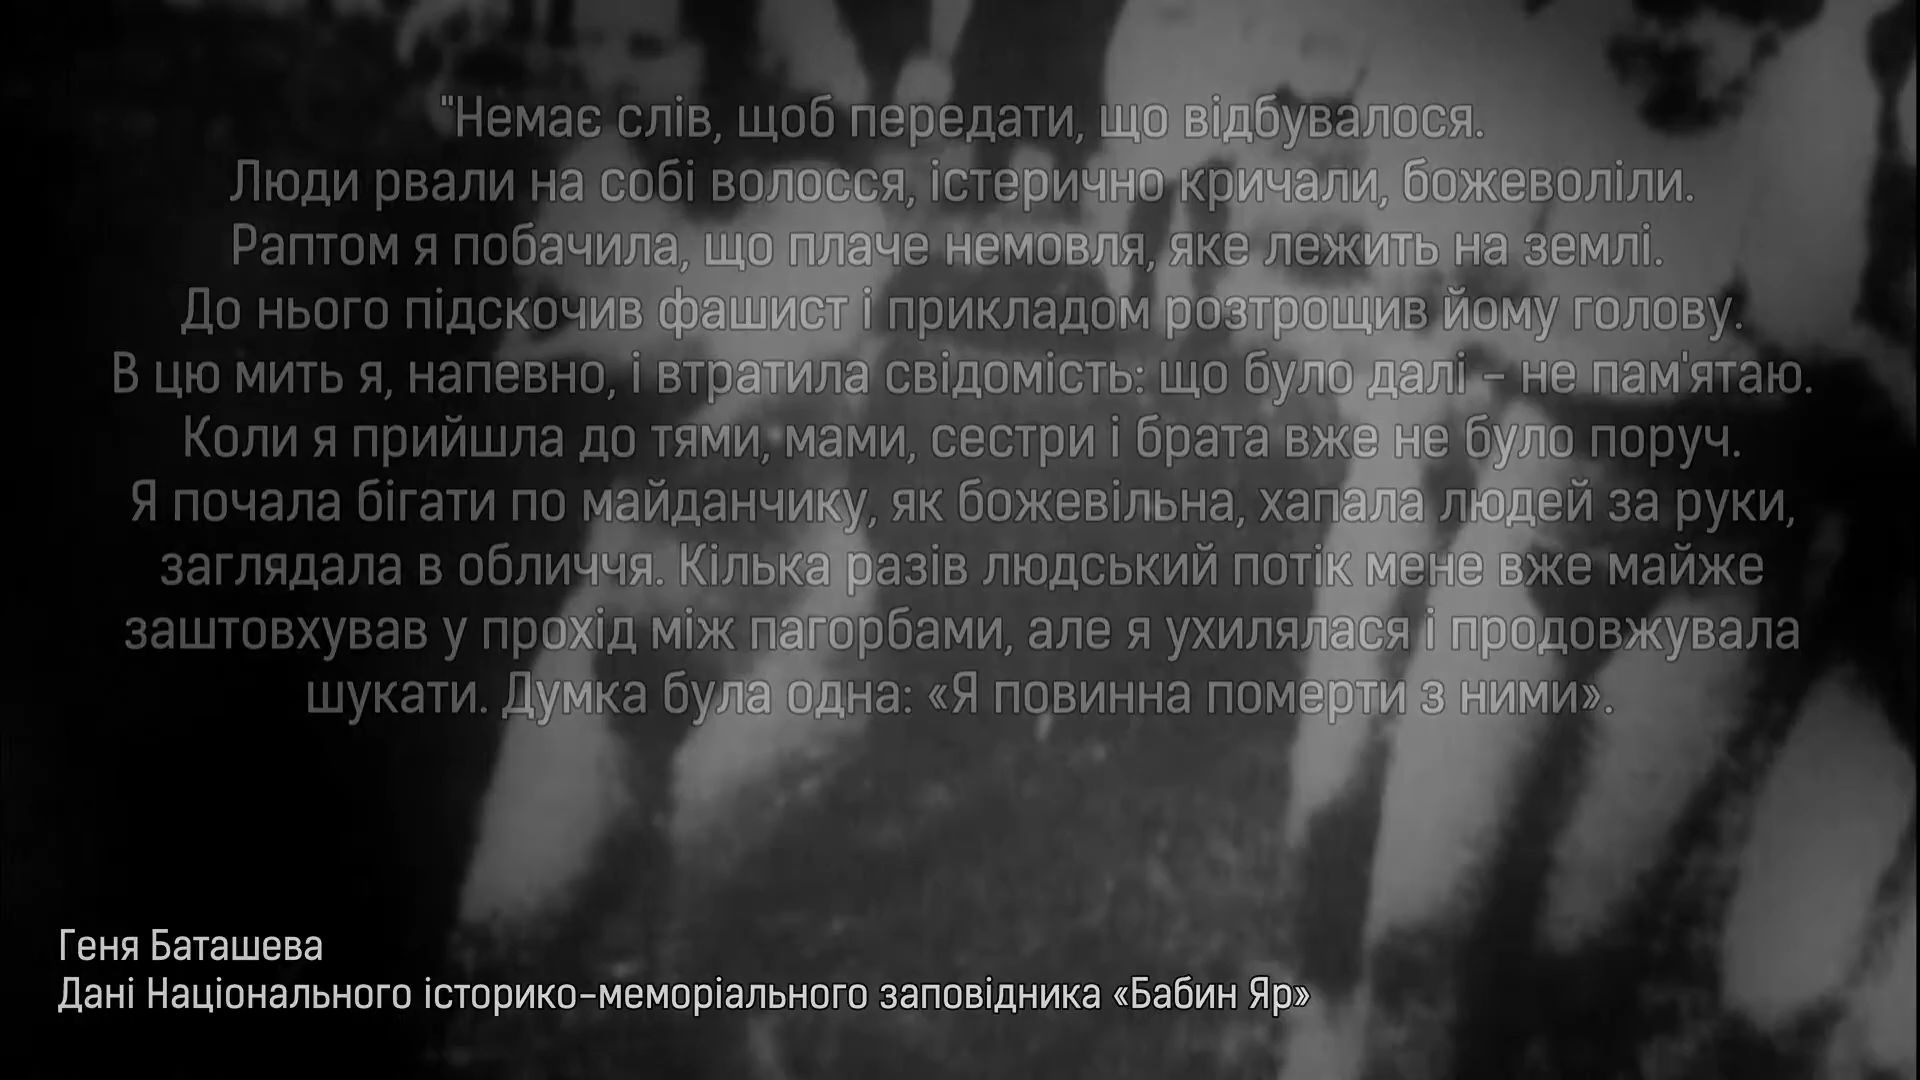 "Немає слів, щоб передати, що відбувалося.
Люди рвали на собі волосся, істерично кричали, божеволіли.
Раптом я побачила, що плаче немовля, яке лежить на землі.
До нього підскочив фашист і прикладом розтрощив йому голову.
В цю мить я, напевно, і втратила свідомість: що було далі – не пам'ятаю.
Коли я прийшла до тями, мами, сестри і брата вже не було поруч.
Я почала бігати по майданчику, як божевільна, хапала людей за руки,
заглядала в обличчя. Кілька разів людський потік мене вже майже
заштовхував у прохід між пагорбами, але я ухилялася і продовжувала
шукати. Думка була одна: «Я повинна померти з ними».
Геня Баташева
Дані Національного історико-меморіального заповідника «Бабин Яр»